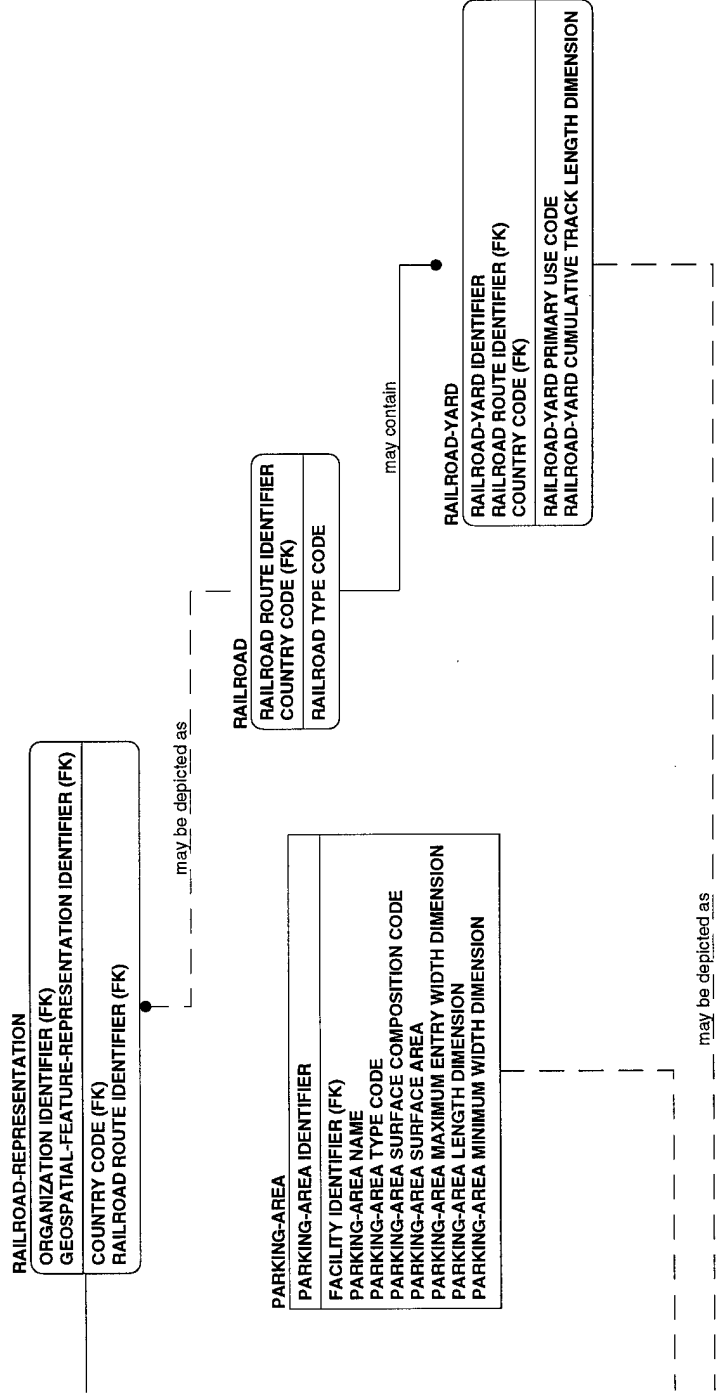 RAILROAD-REPRESENTATION
ORGANIZATION IDENTIFIER (FK)
GEOSPATIAL-FEATURE-REPRESENTATION IDENTIFIER (FK)
COUNTRY CODE (FK)
RAILROAD ROUTE IDENTIFIER (FK)
may be depicted as
RAILROAD
RAILROAD ROUTE IDENTIFIER
COUNTRY CODE (FK)
RAILROAD TYPE CODE
PARKING-AREA
PARKING-AREA IDENTIFIER
FACILITY IDENTIFIER (FK)
PARKING-AREA NAME
PARKING-AREA TYPE CODE
PARKING-AREA SURFACE COMPOSITION CODE
PARKING-AREA SURFACE AREA
PARKING-AREA MAXIMUM ENTRY WIDTH DIMENSION
PARKING-AREA LENGTH DIMENSION
PARKING-AREA MINIMUM WIDTH DIMENSION
may contain
RAILROAD-YARD
RAILROAD-YARD IDENTIFIER
RAILROAD ROUTE IDENTIFIER (FK)
COUNTRY CODE (FK)
RAILROAD-YARD PRIMARY USE CODE
RAILROAD-YARD CUMULATIVE TRACK LENGTH DIMENSION
may be depicted as